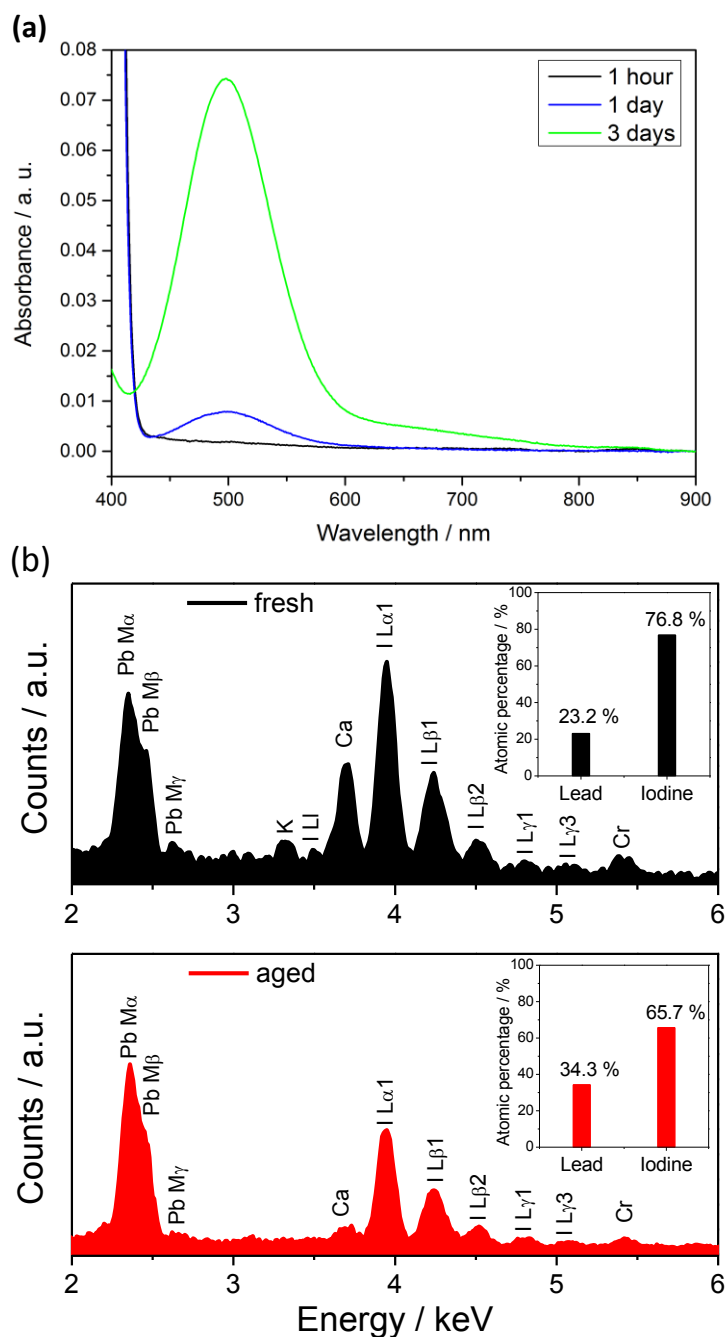 (a)
0.08
0.07
0.06
0.05
0.04
0.03
0.02
0.01
0.00
Absorbance / a. u.
1 hour
1 day
3 days
400 500 600 700 800 900
Wavelength / nm
(b)
fresh
Counts / a.u.
Pb Mα
Pb Mβ
Pb Mγ
K
I Ll
Ca
I Lα1
I Lβ1
I Lβ2
I Lγ1
I Lγ3
Cr
100
80
60
40
20
0
Atomic percentage / %
23.2 %
76.8 %
Lead Iodine
2 3 4 5 6
aged
Counts / a.u.
Pb Mα
Pb Mβ
Pb Mγ
Ca
I Lα1
I Lβ1
I Lβ2
I Lγ1
I Lγ3
Cr
100
80
60
40
20
0
Atomic percentage / %
34.3 %
65.7 %
Lead Iodine
2 3 4 5 6
Energy / keV